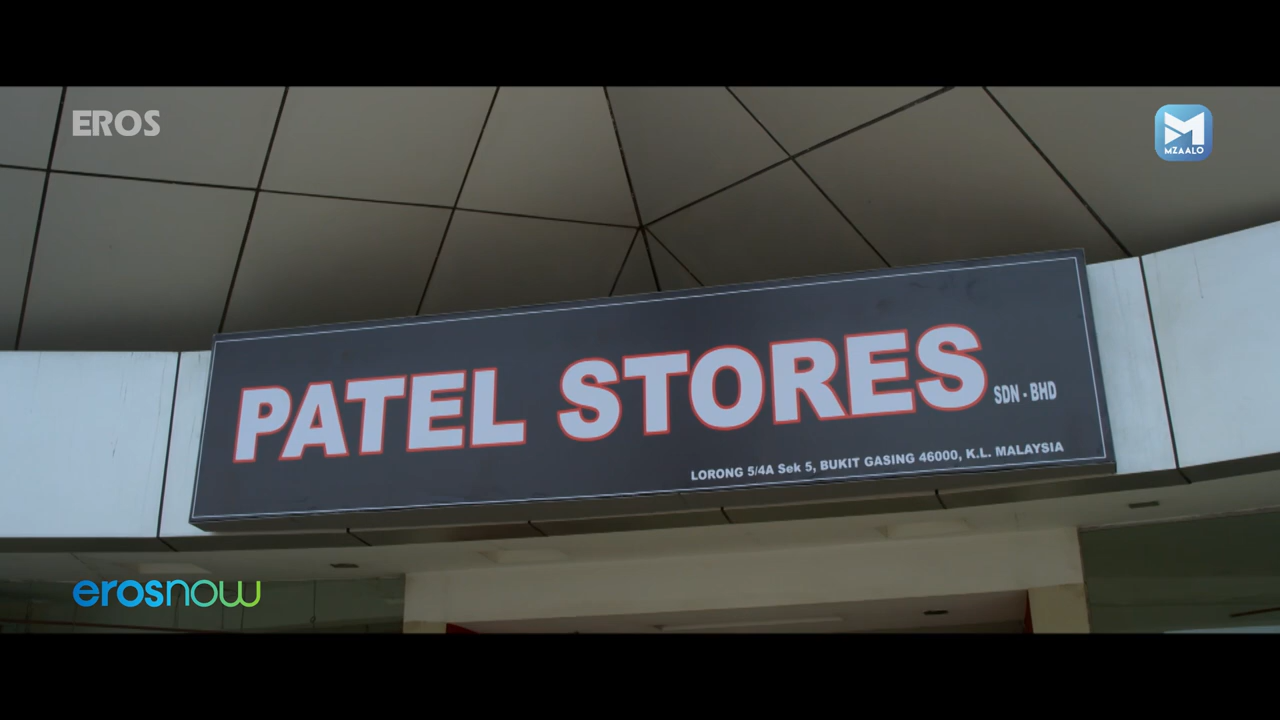 EROS
MZAALO
PATEL STORES SDN - BHD
LORONG 5/4A Sek 5, BUKIT GASING 46000, K.L. MALAYSIA
erosnow